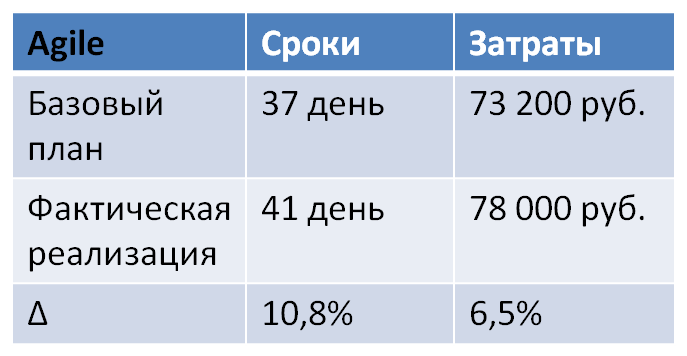 Agile Сроки Затраты
Базовый 37 день 73 200 руб.
план
Фактическая 41 день 78 000 руб.
реализация
Δ 10,8% 6,5%